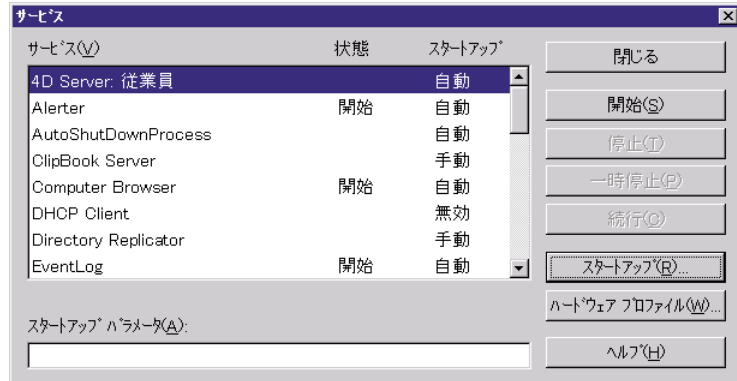 サービス
サービス(V) 状態 スタートアップ
4D Server: 従業員 自動
Alerter 開始 自動
AutoShutDownProcess 自動
ClipBook Server 手動
Computer Browser 開始 自動
DHCP Client 無効
Directory Replicator 手動
EventLog 開始 自動
スタートアップ パラメータ(A):
閉じる
開始(S)
停止(T)
一時停止(P)
続行(C)
スタートアップ(R)...
ハードウェア プロファイル(W)...
ヘルプ(H)